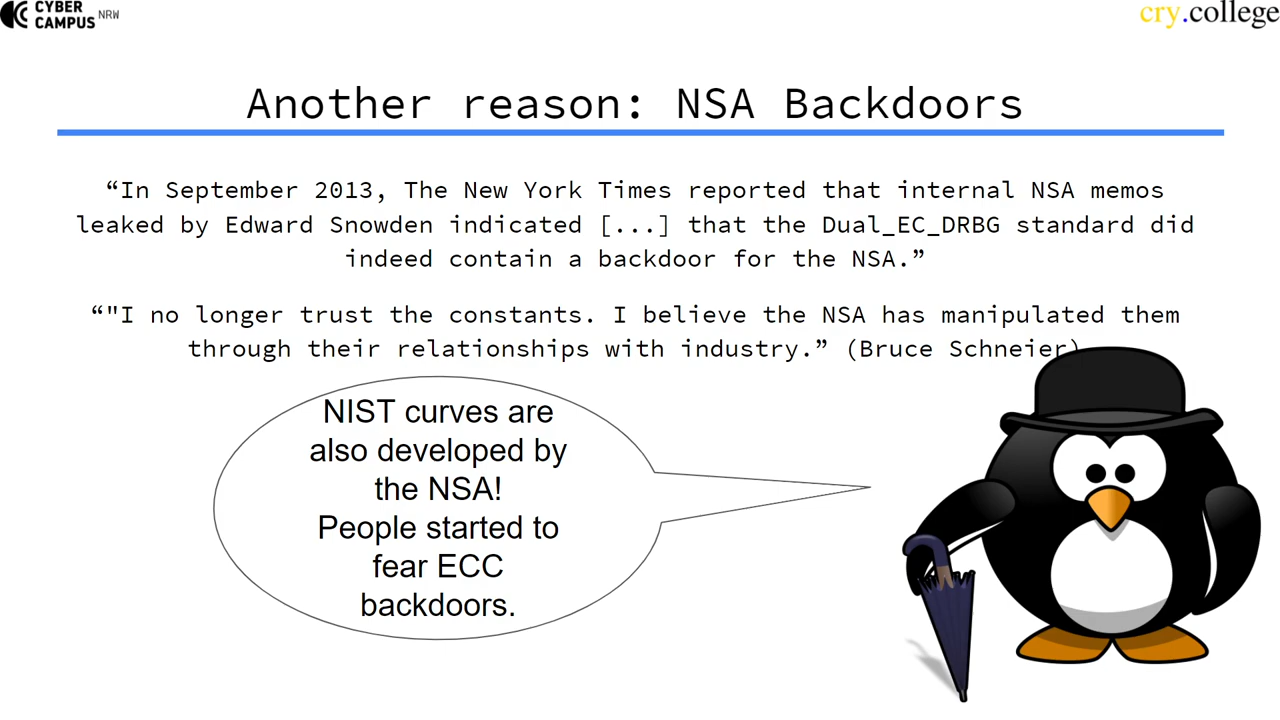 CYBER
CAMPUS NRW
cry.college
Another reason: NSA Backdoors
“In September 2013, The New York Times reported that internal NSA memos
leaked by Edward Snowden indicated [...] that the Dual_EC_DRBG standard did
indeed contain a backdoor for the NSA.”
“"I no longer trust the constants. I believe the NSA has manipulated them
through their relationships with industry.” (Bruce Schneier)
NIST curves are
also developed by
the NSA!
People started to
fear ECC
backdoors.